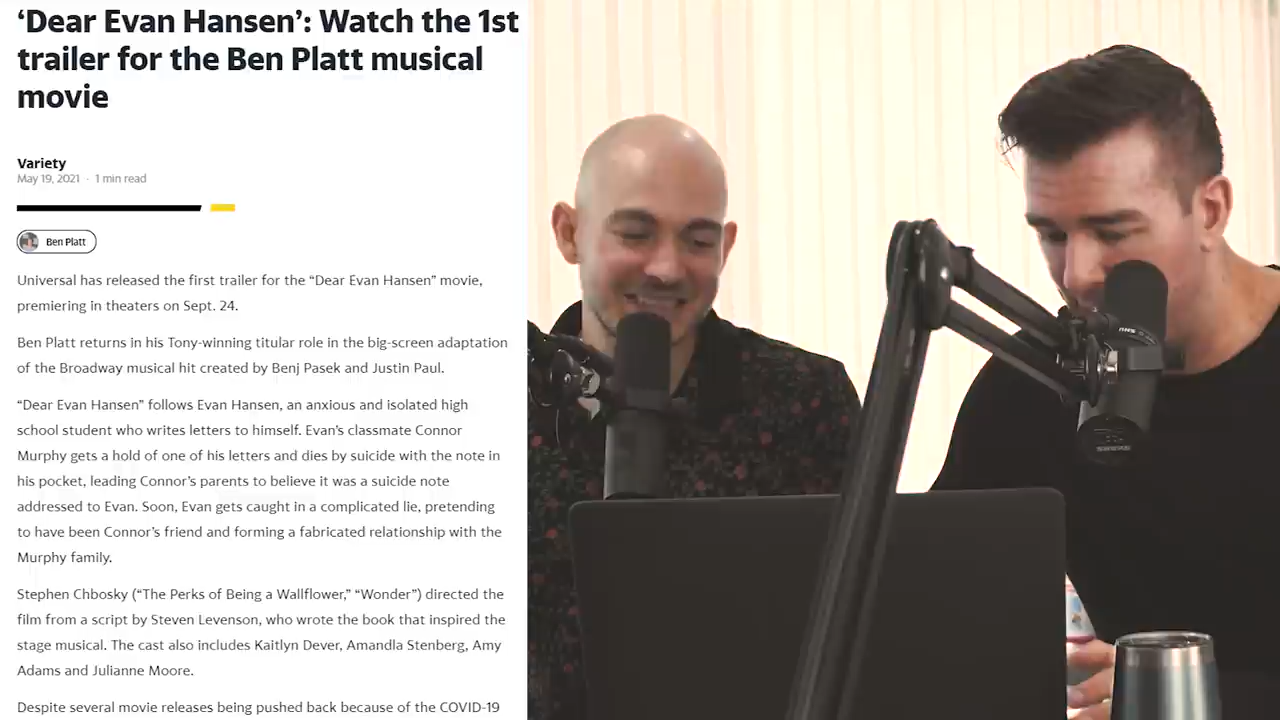 ‘Dear Evan Hansen’: Watch the 1st
trailer for the Ben Platt musical
movie
Variety
May 19, 2021 · 1 min read
Ben Platt
Universal has released the first trailer for the “Dear Evan Hansen” movie,
premiering in theaters on Sept. 24.
Ben Platt returns in his Tony-winning titular role in the big-screen adaptation
of the Broadway musical hit created by Benj Pasek and Justin Paul.
“Dear Evan Hansen” follows Evan Hansen, an anxious and isolated high
school student who writes letters to himself. Evan’s classmate Connor
Murphy gets a hold of one of his letters and dies by suicide with the note in
his pocket, leading Connor’s parents to believe it was a suicide note
addressed to Evan. Soon, Evan gets caught in a complicated lie, pretending
to have been Connor’s friend and forming a fabricated relationship with the
Murphy family.
Stephen Chbosky (“The Perks of Being a Wallflower,” “Wonder”) directed the
film from a script by Steven Levenson, who wrote the book that inspired the
stage musical. The cast also includes Kaitlyn Dever, Amandla Stenberg, Amy
Adams and Julianne Moore.
Despite several movie releases being pushed back because of the COVID-19